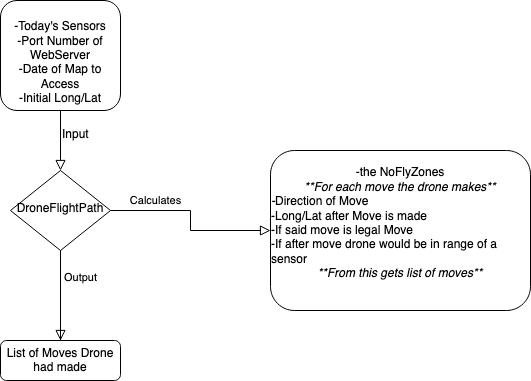 -Today's Sensors
-Port Number of
WebServer
-Date of Map to
Access
-Initial Long/Lat
Input
DroneFlightPath
Calculates
-the NoFlyZones
**For each move the drone makes**
-Direction of Move
-Long/Lat after Move is made
-If said move is legal Move
-If after move drone would be in range of a
sensor
**From this gets list of moves**
Output
List of Moves Drone
had made